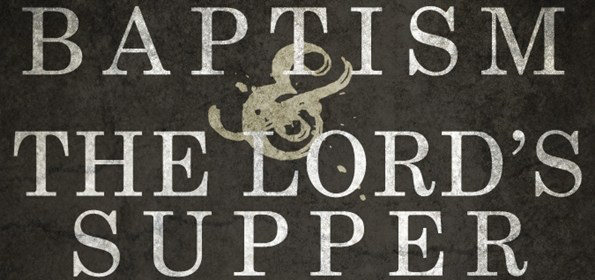 BAPTISM
&
THE LORD'S
SUPPER